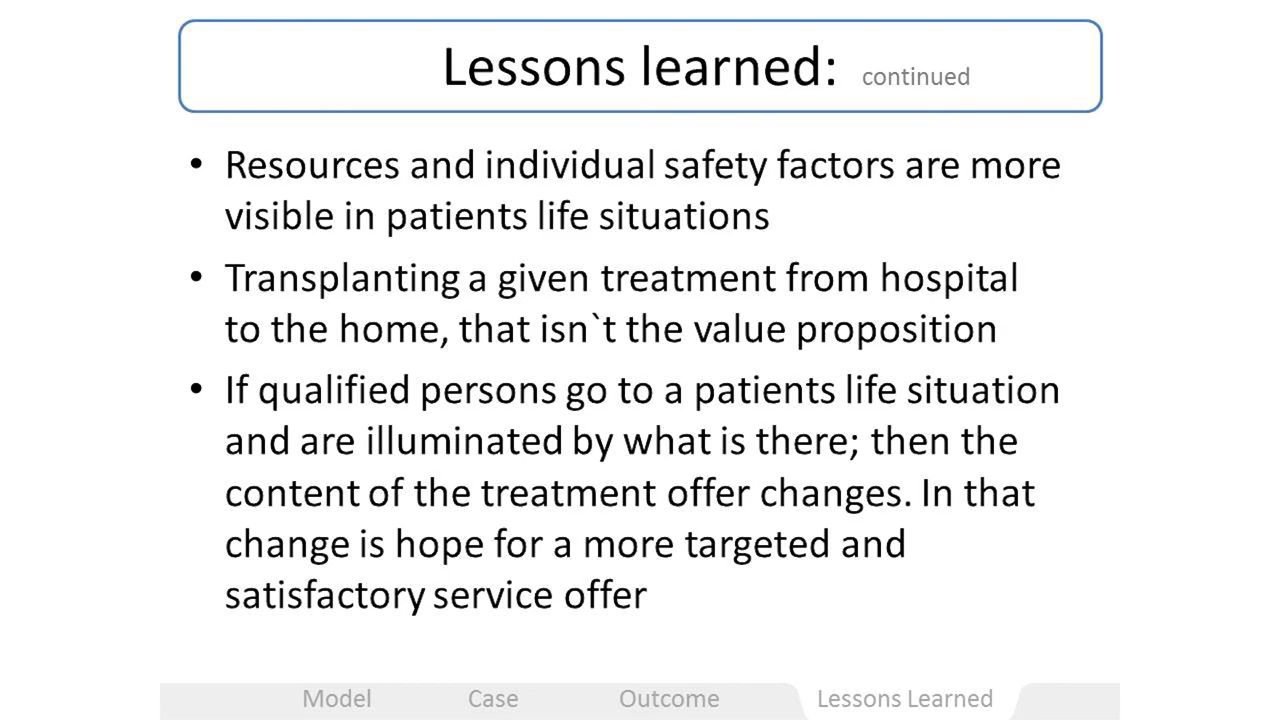 Lessons learned: continued
• Resources and individual safety factors are more
visible in patients life situations
• Transplanting a given treatment from hospital
to the home, that isn`t the value proposition
• If qualified persons go to a patients life situation
and are illuminated by what is there; then the
content of the treatment offer changes. In that
change is hope for a more targeted and
satisfactory service offer
Model Case Outcome Lessons Learned